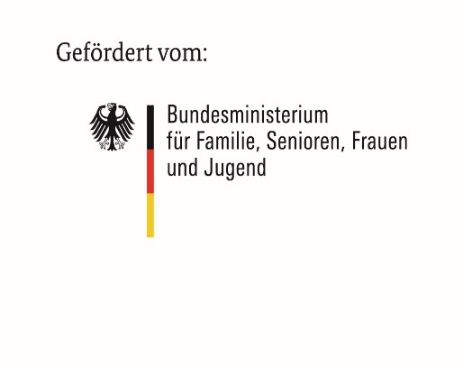 Gefördert vom:
Bundesministerium
für Familie, Senioren, Frauen
und Jugend